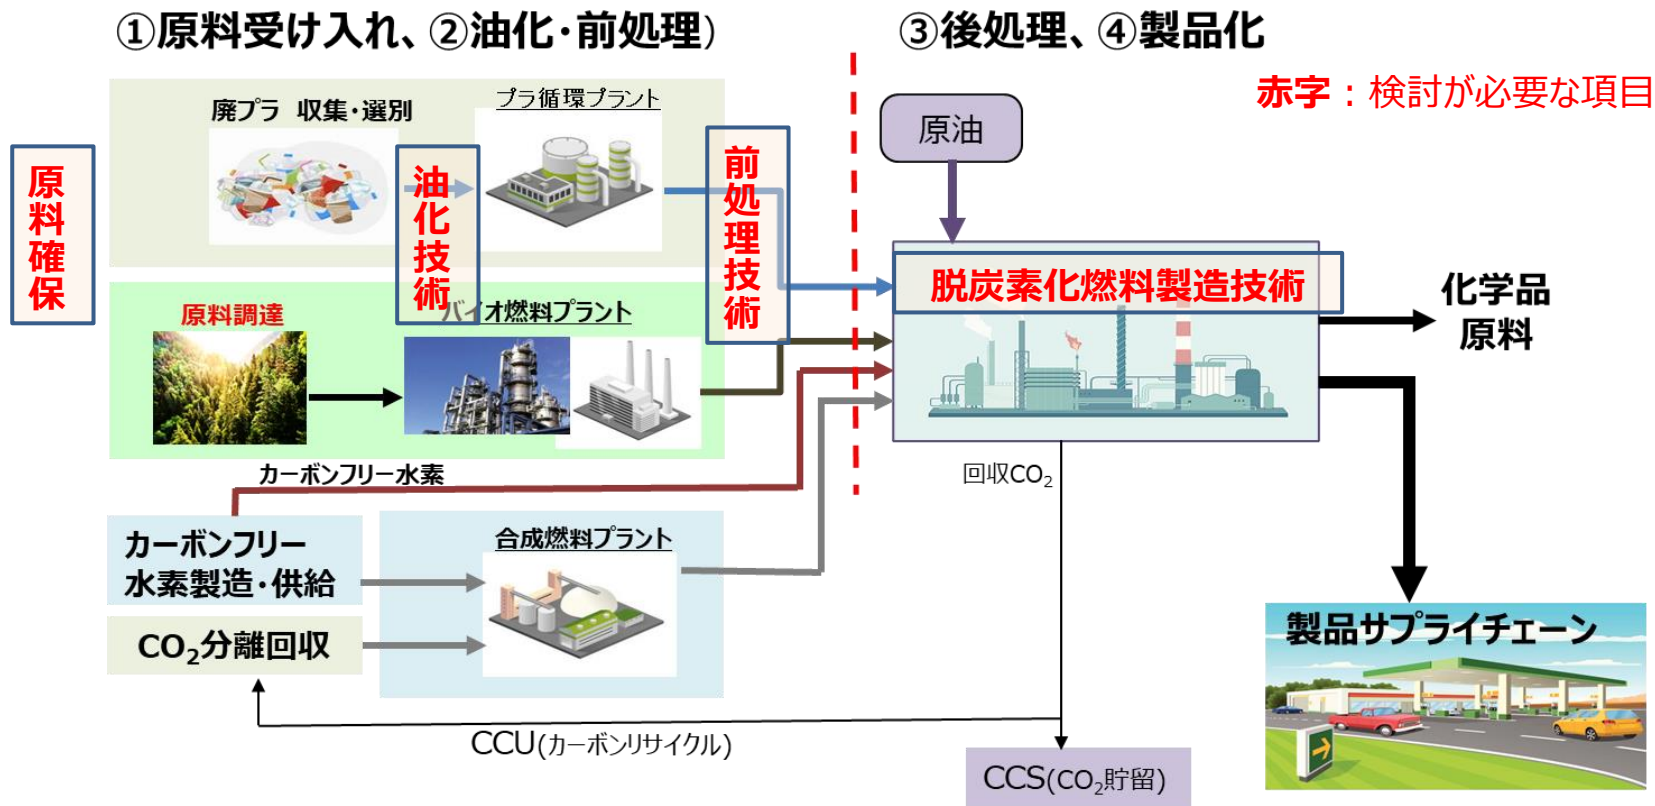 ①原料受け入れ、②油化・前処理）
③後処理、④製品化
赤字：検討が必要な項目
廃プラ 収集・選別
プラ循環プラント
原油
原料確保
油化技術
前処理技術
脱炭素化燃料製造技術
原料調達
バイオ燃料プラント
化学品
原料
カーボンフリー水素
回収CO₂
カーボンフリー
水素製造・供給
合成燃料プラント
CO₂分離回収
製品サプライチェーン
CCU(カーボンリサイクル)
CCS(CO₂貯留)